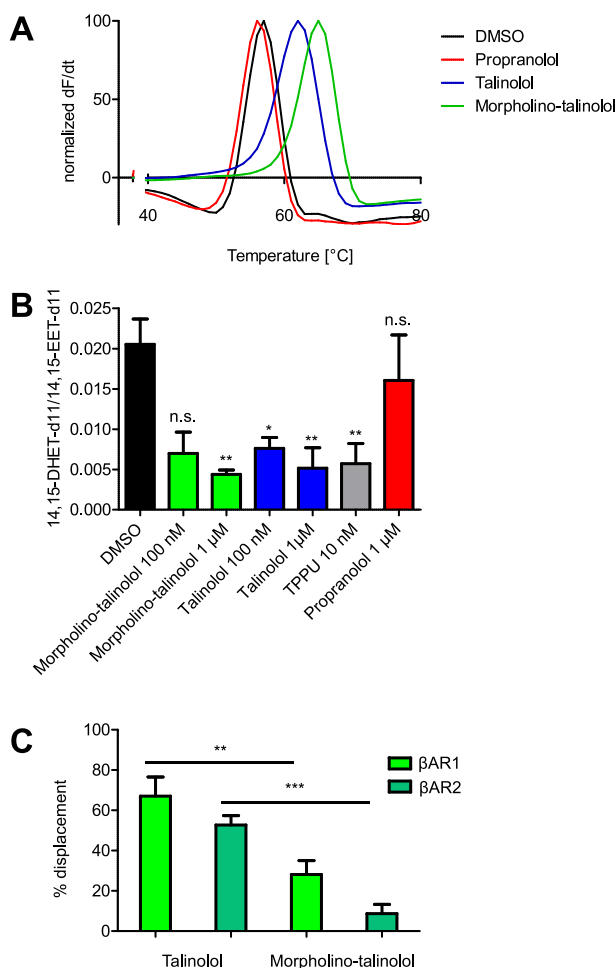 A
normalized dF/dt
100
50
0
40
60
80
Temperature [°C]
DMSO
Propranolol
Talinolol
Morpholino-talinolol
B
14,15-DHET-d11/14,15-EET-d11
0.025
0.020
0.015
0.010
0.005
0.000
n.s.
**
*
**
**
n.s.
DMSO
Morpholino-talinolol 100 nM
Morpholino-talinolol 1 µM
Talinolol 100 nM
Talinolol 1µM
TPPU 10 nM
Propranolol 1 µM
C
% displacement
100
80
60
40
20
0
**
***
βAR1
βAR2
Talinolol
Morpholino-talinolol